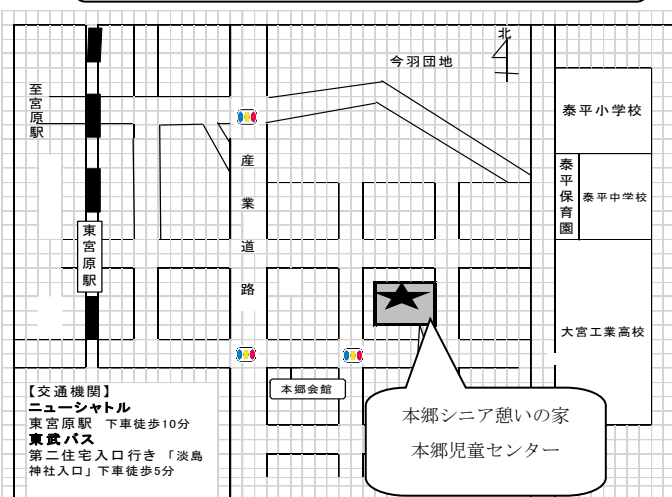 北
今羽団地
至宮原駅
泰平小学校
産業道路
泰平保育園
泰平中学校
東宮原駅
大宮工業高校
本郷会館
本郷シニア憩いの家
本郷児童センター
【交通機関】
ニューシャトル
東宮原駅 下車徒歩10分
東武バス
第二住宅入口行き 「淡島
神社入口」下車徒歩5分